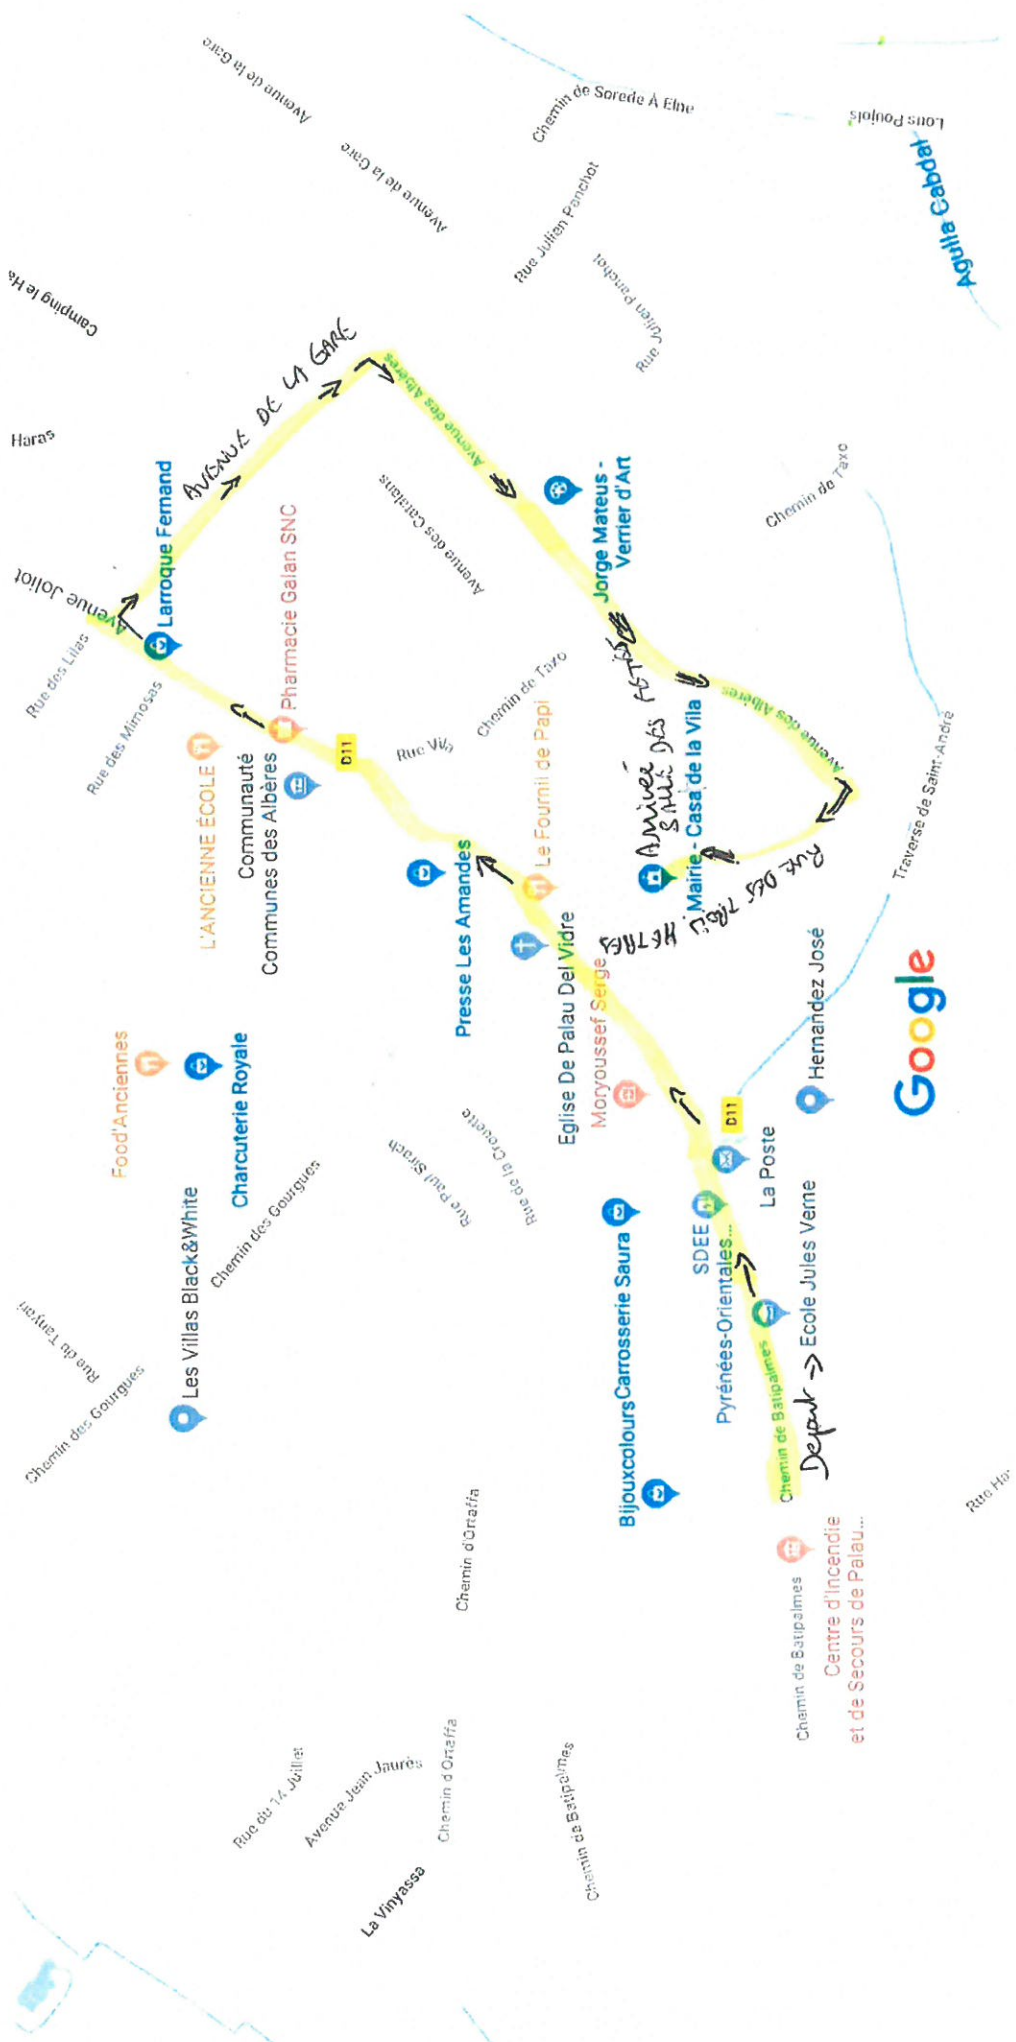 Camping le Ha
Haras
Rue du Tanyari
Chemin des Gourgues
Avenue Joliot
Rue des Lilas
Rue des Mimosas
Food'Anciennes
Charcuterie Royale
Les Villas Black&White
Chemin des Gourgues
L'ANCIENNE ÉCOLE
Communauté
Communes des Albères
Larroque Fernand
AVENUE DE LA GARE
Avenue de la Gare
Avenue de la Gare
Pharmacie Galan SNC
D11
Rue du 14 Juillet
Avenue Jean Jaurès
La Vinyassa
Chemin d'Ortaffa
Chemin d'Ortaffa
Rue Paul Sirach
Rue de la Crouette
Rue Vila
Chemin de Taxo
Avenue des Catalans
Avenue des Albères
Presse Les Amandes
Le Fournil de Papi
Eglise De Palau Del Vidre
Moryoussef Serge
Chemin de Sorede À Elne
Rue Julien Panchot
Rue Julien Panchot
Jorge Mateus -
Verrier d'Art
Chemin de Batipalmes
Bijouxcolours
Carrosserie Saura
SDEE
Pyrénées-Orientales...
D11
La Poste
RUE DES TROIS HETRES
Arrivée
SALLE DES FETES
Mairie - Casa de la Vila
Avenue des Albères
Chemin de Batipalmes
Depart → Ecole Jules Verne
Hernandez José
Chemin de Batipalmes
Centre d'Incendie
et de Secours de Palau...
Chemin de Taxo
Traverse de Saint-André
Lous Poujols
Agulla Cabdal
Google
Rue Ha